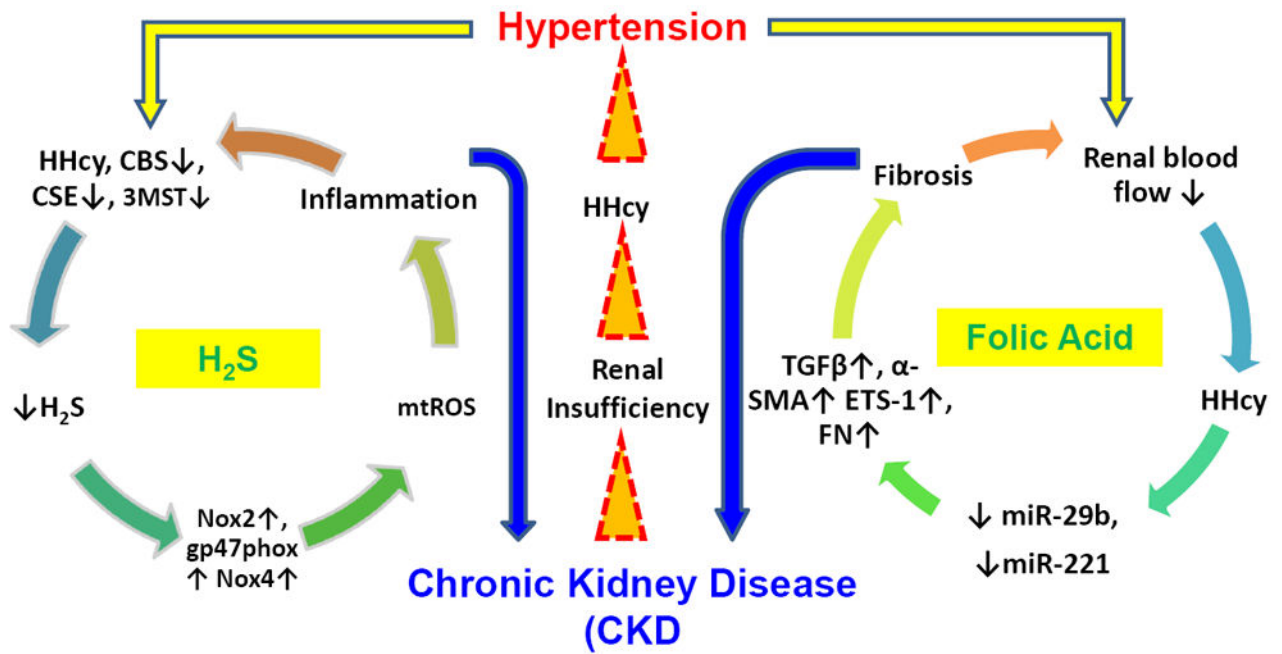 Hypertension
HHcy, CBS↓,
CSE↓, 3MST↓
Inflammation
H₂S
↓H₂S
mtROS
Nox2↑,
gp47phox
↑ Nox4↑
HHcy
Renal
Insufficiency
Fibrosis
Renal blood
flow ↓
Folic Acid
TGFβ↑, α-
SMA↑ ETS-1↑,
FN↑
HHcy
↓ miR-29b,
↓miR-221
Chronic Kidney Disease
(CKD